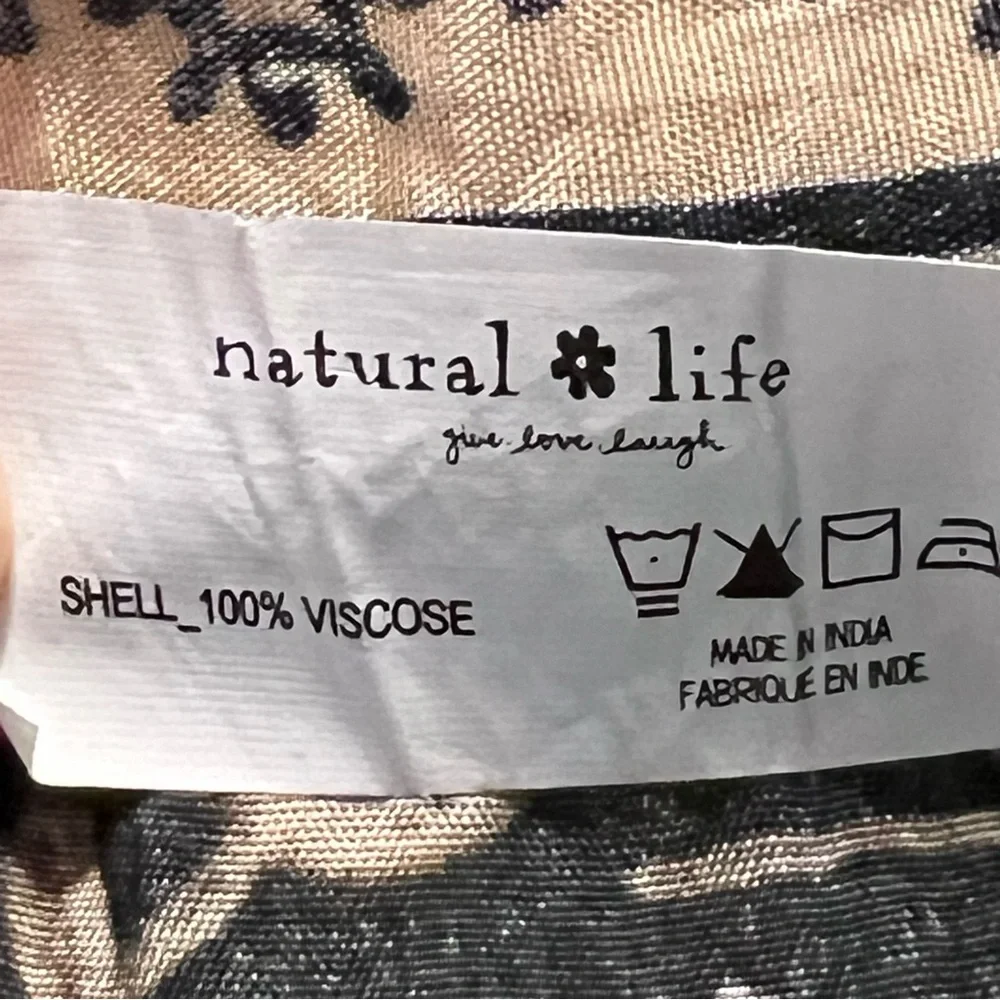 natural life
give. love. laugh
SHELL_100% VISCOSE
MADE IN INDIA
FABRIQUÉ EN INDE